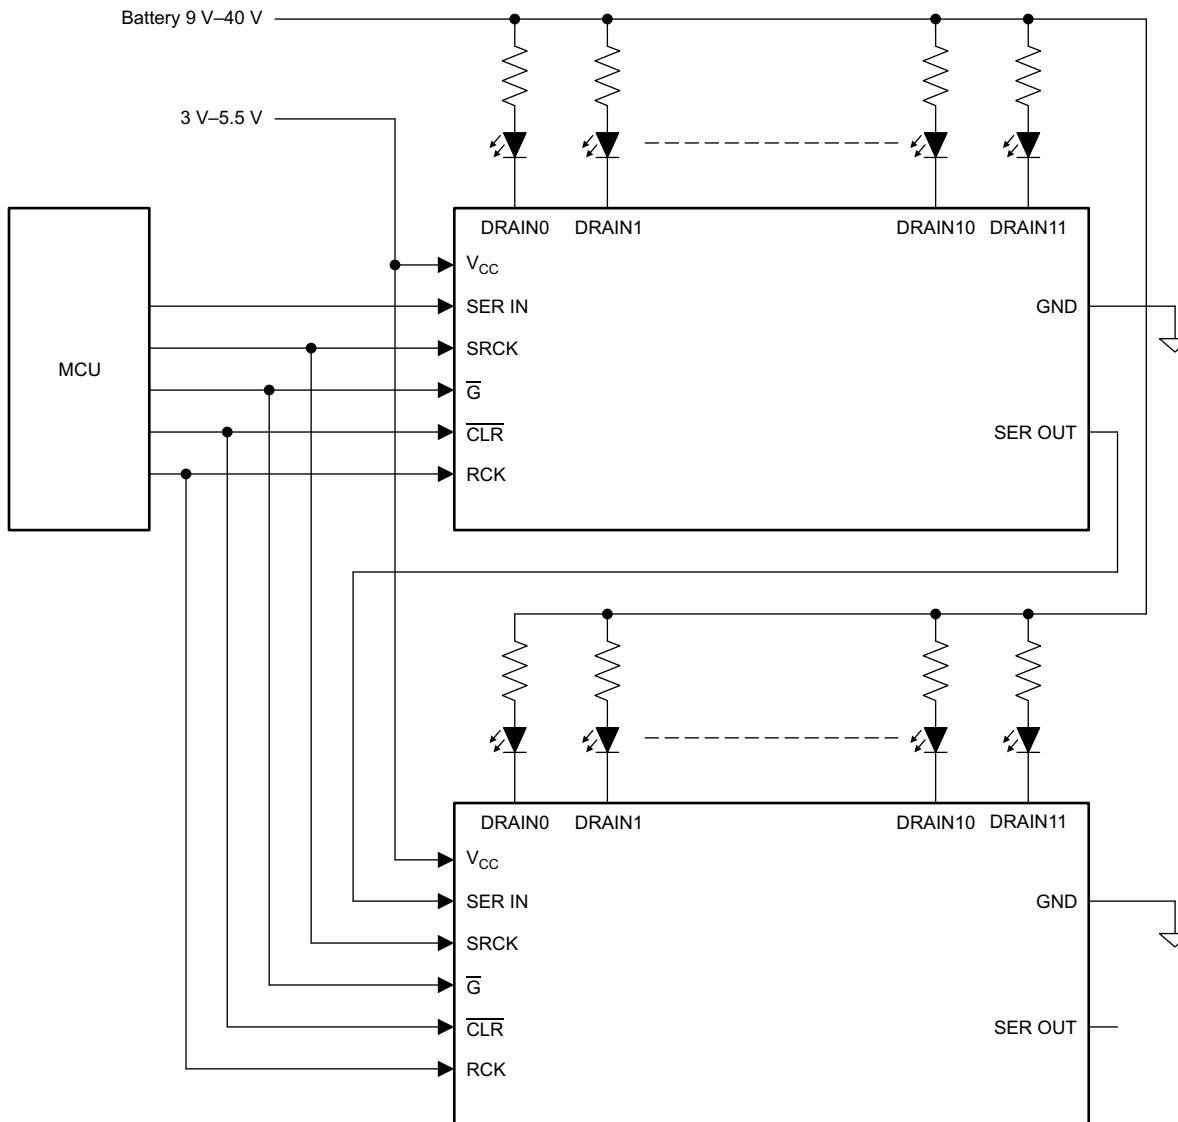 Battery 9 V–40 V
3 V–5.5 V
DRAIN0 DRAIN1 DRAIN10 DRAIN11
VCC
SER IN
GND
SRCK
MCU
G
CLR
SER OUT
RCK
DRAIN0 DRAIN1 DRAIN10 DRAIN11
VCC
SER IN
GND
SRCK
G
CLR
SER OUT
RCK